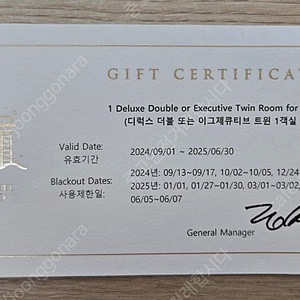 GIFT CERTIFICA
1 Deluxe Double or Executive Twin Room for
(디럭스 더블 또는 이그제큐티브 트윈 1객실
Valid Date: 2024/09/01 ~ 2025/06/30
유효기간
Blackout Dates: 2024년: 09/13~09/17, 10/02~10/05, 12/24
사용제한일: 2025년: 01/01, 01/27~01/30, 03/01~03/02,
06/05~06/07
General Manager